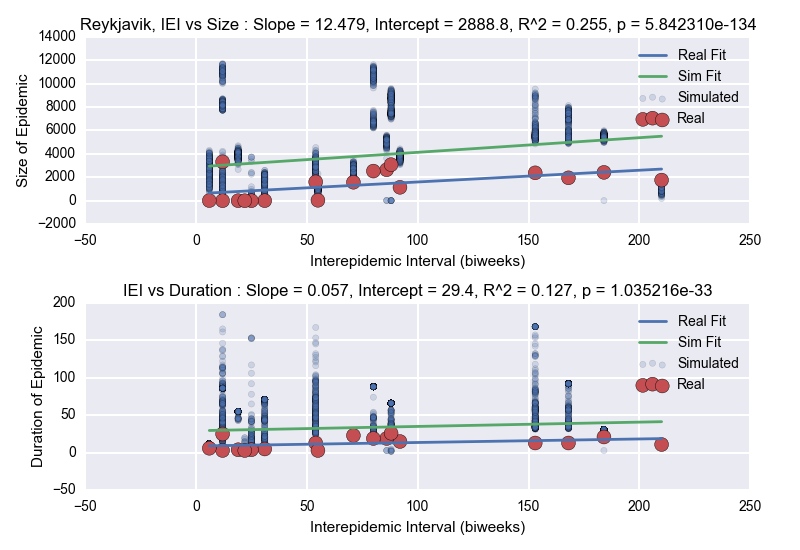 Reykjavik, IEI vs Size : Slope = 12.479, Intercept = 2888.8, R^2 = 0.255, p = 5.842310e-134
14000
12000
10000
8000
6000
4000
2000
0
−2000
Size of Epidemic
Real Fit
Sim Fit
Simulated
Real
−50 0 50 100 150 200 250
Interepidemic Interval (biweeks)
IEI vs Duration : Slope = 0.057, Intercept = 29.4, R^2 = 0.127, p = 1.035216e-33
200
150
100
50
0
−50
Duration of Epidemic
Real Fit
Sim Fit
Simulated
Real
−50 0 50 100 150 200 250
Interepidemic Interval (biweeks)